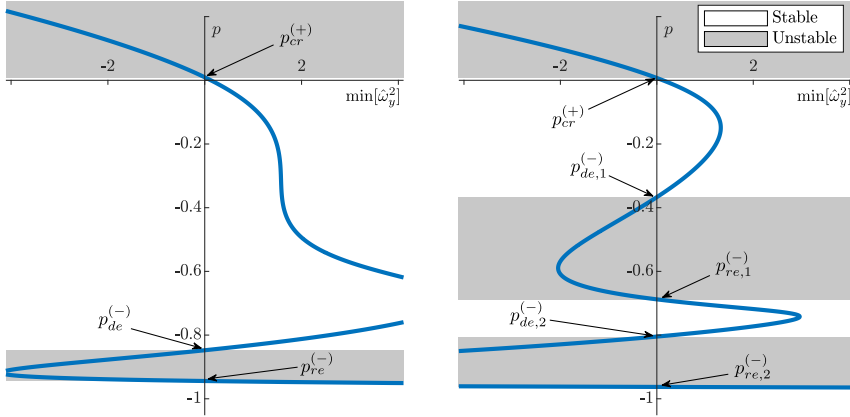 p
p_{cr}^{(+)}
-2
2
min[ω̂_y^2]
-0.2
-0.4
-0.6
-0.8
p_{de}^{(-)}
p_{re}^{(-)}
-1
p
Stable
Unstable
-2
2
min[ω̂_y^2]
p_{cr}^{(+)}
-0.2
p_{de,1}^{(-)}
-0.4
-0.6
p_{re,1}^{(-)}
p_{de,2}^{(-)}
-0.8
p_{re,2}^{(-)}
-1